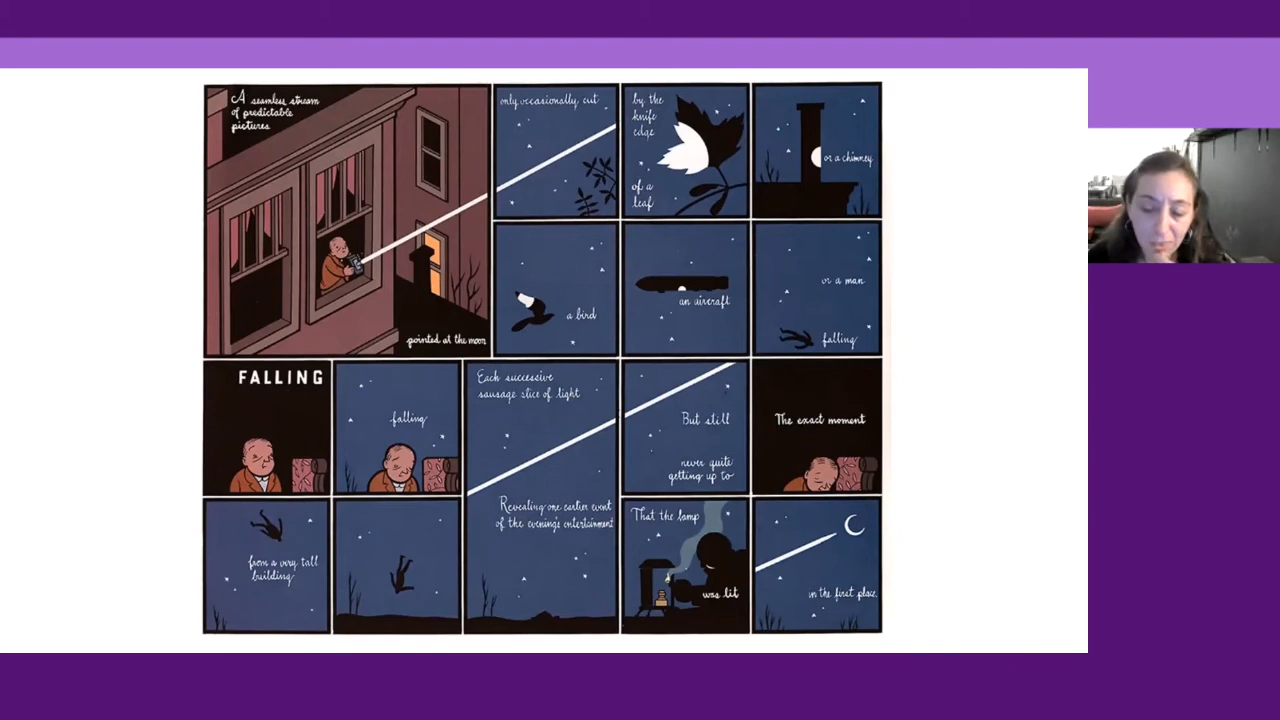 A seamless stream
of predictable
pictures
pointed at the moon
only occasionally cut
by the
knife
edge
of a
leaf
or a chimney
a bird
an aircraft
or a man
falling
FALLING
falling
Each successive
sausage slice of light
But still
never quite
getting up to
The exact moment
from a very tall
building
Revealing one earlier event
of the evening's entertainment
That the lamp
was lit
in the first place.